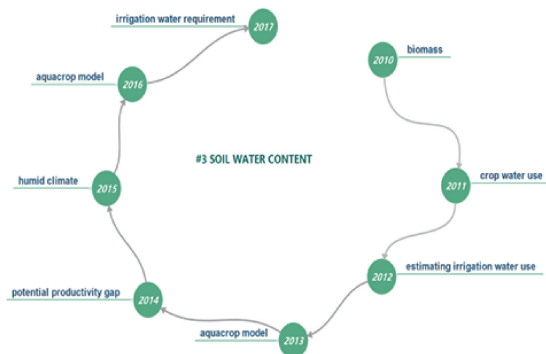 irrigation water requirement
2017
2010
biomass
aquacrop model
2016
#3 SOIL WATER CONTENT
humid climate
2015
2011
crop water use
2012
estimating irrigation water use
potential productivity gap
2014
aquacrop model
2013